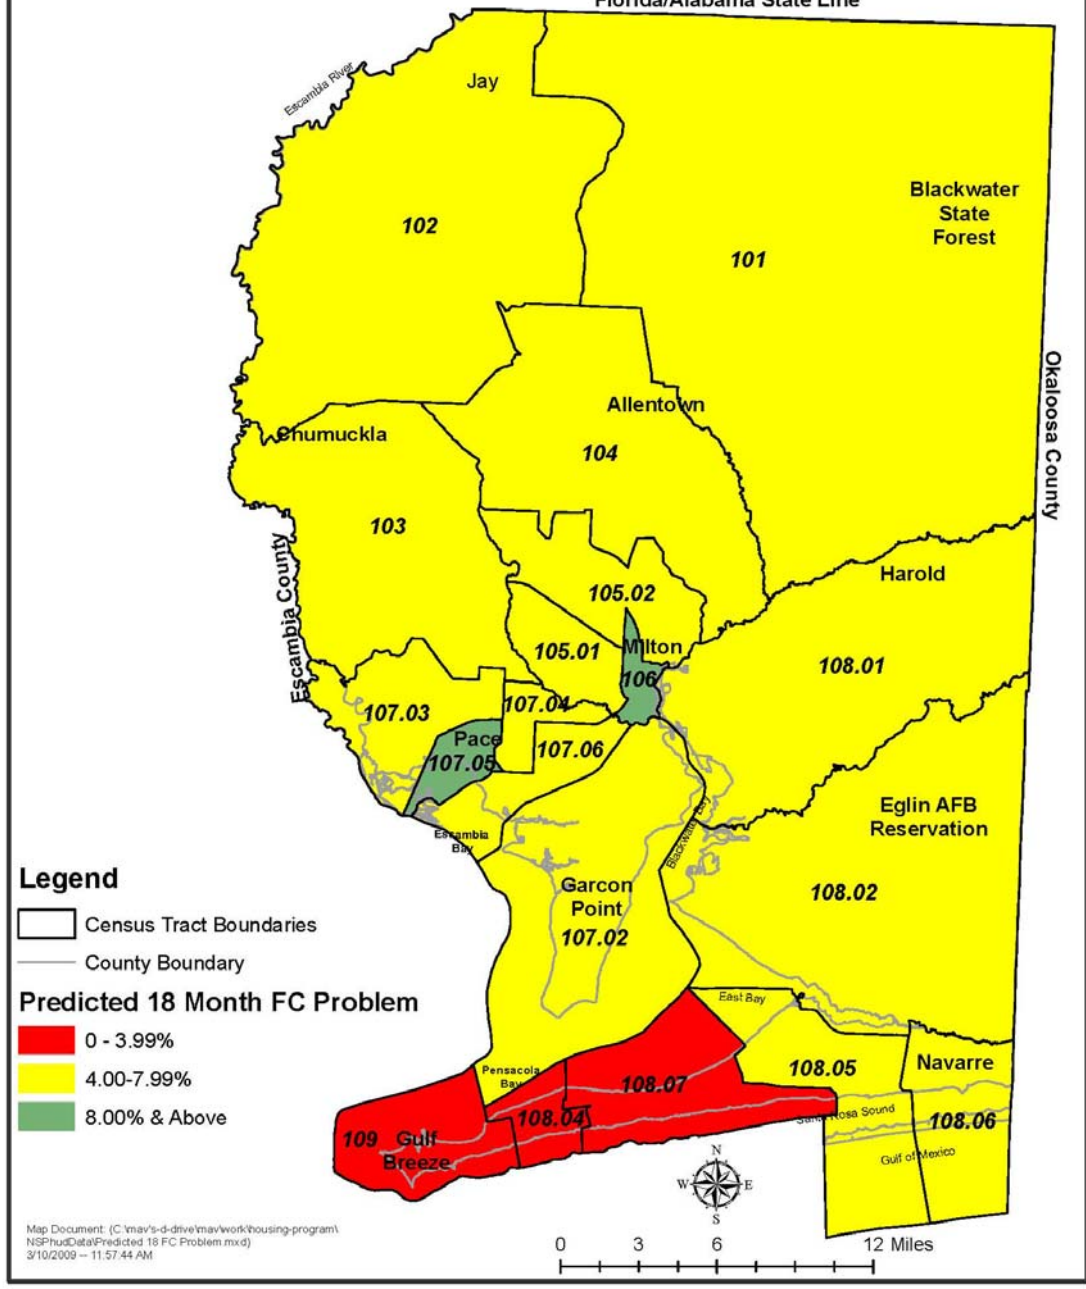 Florida/Alabama State Line
Escambia River
Jay
Blackwater
State
Forest
102
101
Okaloosa County
Allentown
Chumuckla
104
103
Escambia County
Harold
105.02
105.01
Milton
106
108.01
107.04
107.03
Pace
107.05
107.06
Eglin AFB
Reservation
Escambia
Bay
Blackwater Bay
108.02
Garcon
Point
107.02
East Bay
Navarre
Pensacola
Bay
108.05
108.07
108.04
Santa Rosa Sound
108.06
109
Gulf
Breeze
Gulf of Mexico
Legend
Census Tract Boundaries
County Boundary
Predicted 18 Month FC Problem
0 - 3.99%
4.00-7.99%
8.00% & Above
N
W
E
S
Map Document: (C:\mav's-d-drive\mav\work\housing-program\
NSPhudData\Predicted 18 FC Problem.mxd)
3/10/2009 -- 11:57:44 AM
0 3 6 12 Miles